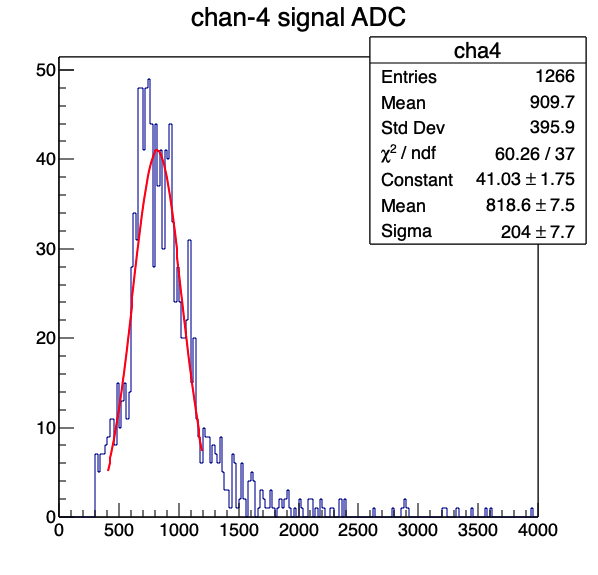 chan-4 signal ADC
cha4
Entries 1266
Mean 909.7
Std Dev 395.9
χ² / ndf 60.26 / 37
Constant 41.03 ± 1.75
Mean 818.6 ± 7.5
Sigma 204 ± 7.7
50
40
30
20
10
0
0 500 1000 1500 2000 2500 3000 3500 4000